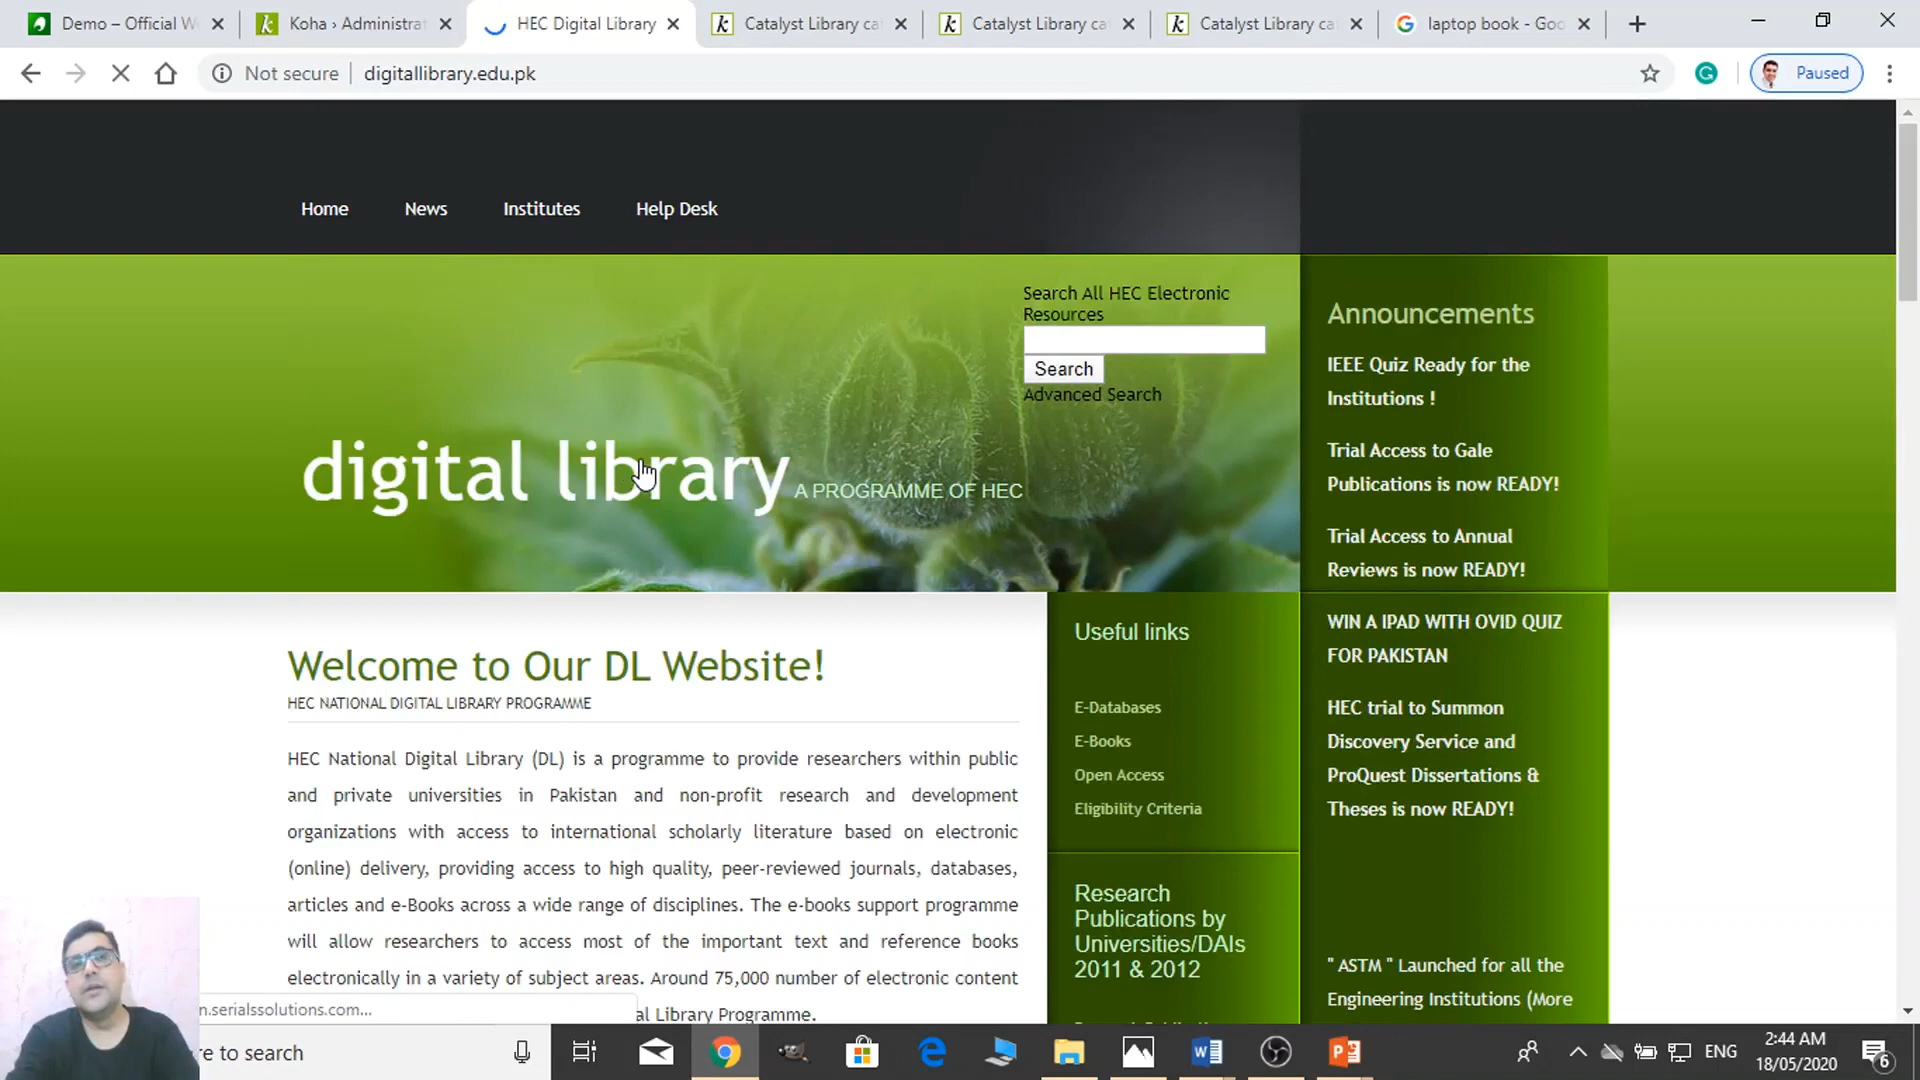 Demo – Official W
Koha › Administrat
HEC Digital Library
Catalyst Library ca
Catalyst Library ca
Catalyst Library ca
laptop book - Goo
Not secure
digitallibrary.edu.pk
Paused
Home
News
Institutes
Help Desk
Search All HEC Electronic
Resources
Search
Advanced Search
digital library
A PROGRAMME OF HEC
Announcements
IEEE Quiz Ready for the
Institutions !
Trial Access to Gale
Publications is now READY!
Trial Access to Annual
Reviews is now READY!
WIN A IPAD WITH OVID QUIZ
FOR PAKISTAN
HEC trial to Summon
Discovery Service and
ProQuest Dissertations &
Theses is now READY!
" ASTM " Launched for all the
Engineering Institutions (More
Welcome to Our DL Website!
HEC NATIONAL DIGITAL LIBRARY PROGRAMME
HEC National Digital Library (DL) is a programme to provide researchers within public
and private universities in Pakistan and non-profit research and development
organizations with access to international scholarly literature based on electronic
(online) delivery, providing access to high quality, peer-reviewed journals, databases,
articles and e-Books across a wide range of disciplines. The e-books support programme
will allow researchers to access most of the important text and reference books
electronically in a variety of subject areas. Around 75,000 number of electronic content
al Library Programme.
Useful links
E-Databases
E-Books
Open Access
Eligibility Criteria
Research
Publications by
Universities/DAIs
2011 & 2012
n.serialssolutions.com...
re to search
ENG
2:44 AM
18/05/2020
6